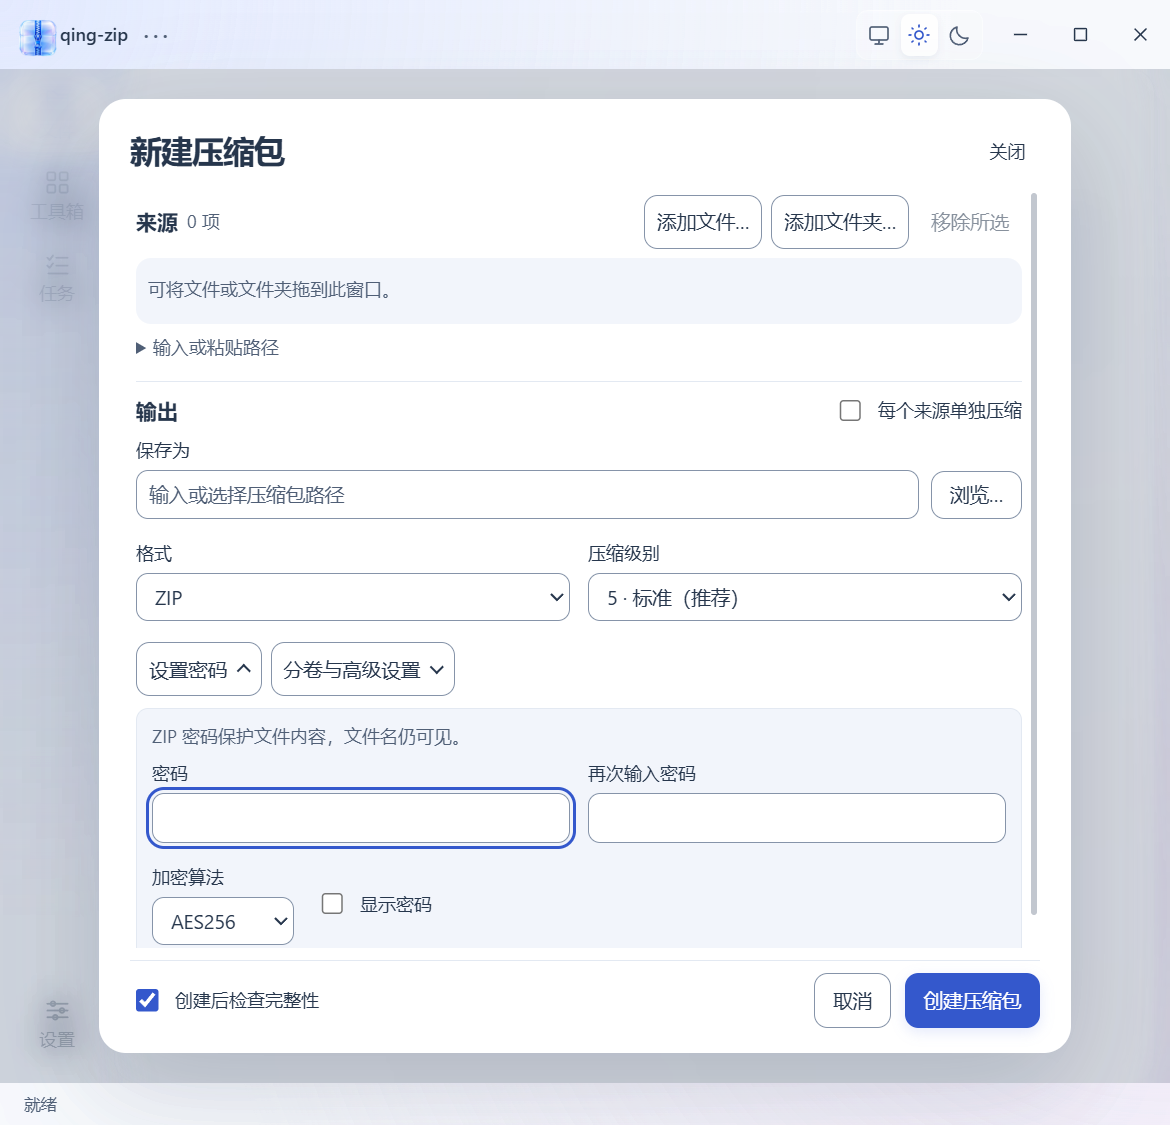 qing-zip ···
新建压缩包
关闭
工具箱
任务
来源 0 项
添加文件...
添加文件夹...
移除所选
可将文件或文件夹拖到此窗口。
▶ 输入或粘贴路径
输出
每个来源单独压缩
保存为
输入或选择压缩包路径
浏览...
格式
压缩级别
ZIP
5 · 标准（推荐）
设置密码
分卷与高级设置
ZIP 密码保护文件内容，文件名仍可见。
密码
再次输入密码
加密算法
AES256
显示密码
创建后检查完整性
取消
创建压缩包
设置
就绪